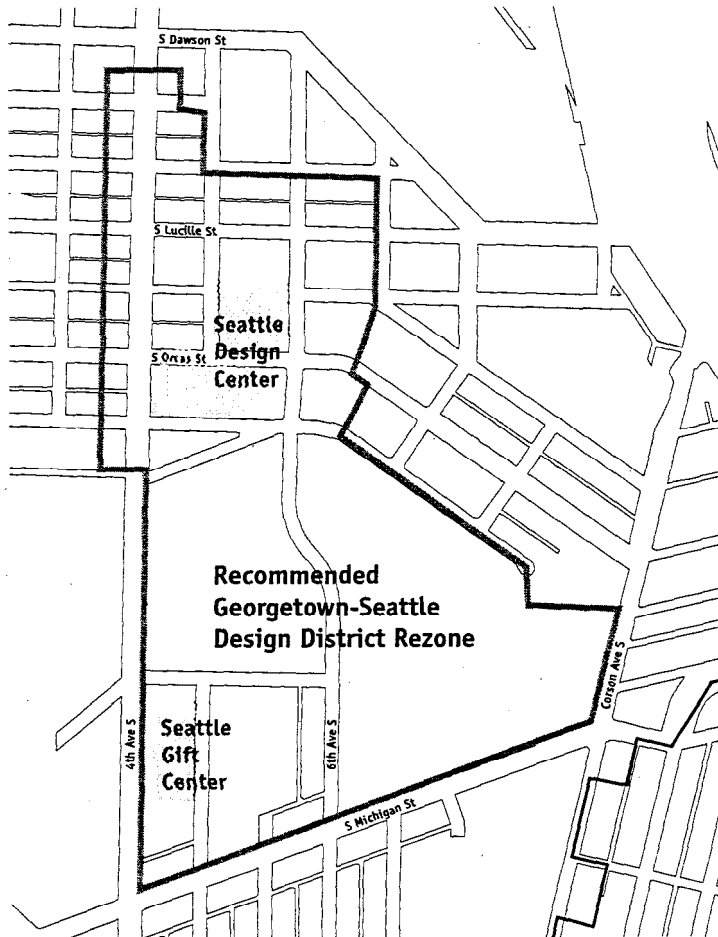 S Dawson St
S Lucille St
Seattle
Design
Center
S Orcas St
Recommended
Georgetown-Seattle
Design District Rezone
Corson Ave S
Seattle
Gift
Center
4th Ave S
6th Ave S
S Michigan St